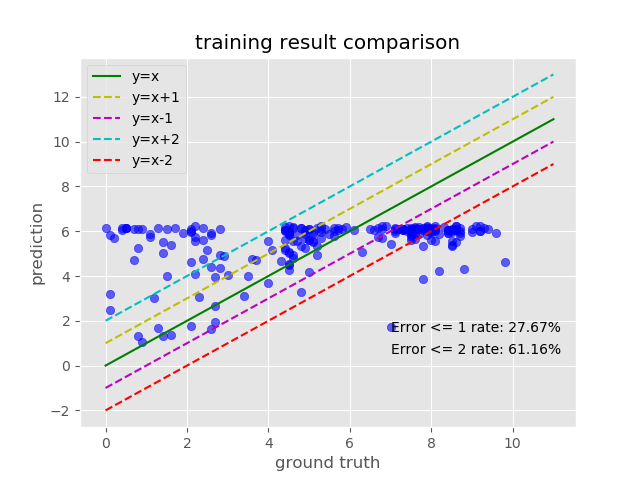 training result comparison
y=x
y=x+1
y=x-1
y=x+2
y=x-2
12
10
8
6
4
2
0
−2
prediction
Error <= 1 rate: 27.67%
Error <= 2 rate: 61.16%
0 2 4 6 8 10
ground truth